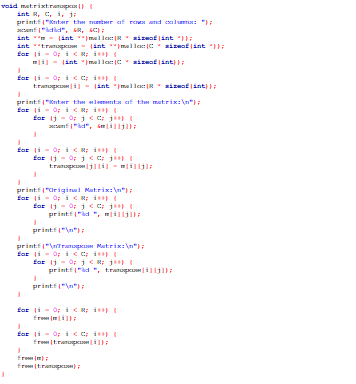 void matrixtranspos() {
int R, C, i, j;
printf("Enter the number of rows and columns: ");
scanf("%d%d", &R, &C);
int **m = (int **)malloc(R * sizeof(int *));
int **transpose = (int **)malloc(C * sizeof(int *));
for (i = 0; i < R; i++) {
m[i] = (int *)malloc(C * sizeof(int));
}
for (i = 0; i < C; i++) {
transpose[i] = (int *)malloc(R * sizeof(int));
}
printf("Enter the elements of the matrix:\n");
for (i = 0; i < R; i++) {
for (j = 0; j < C; j++) {
scanf("%d", &m[i][j]);
}
}
for (i = 0; i < R; i++) {
for (j = 0; j < C; j++) {
transpose[j][i] = m[i][j];
}
}
printf("Original Matrix:\n");
for (i = 0; i < R; i++) {
for (j = 0; j < C; j++) {
printf("%d ", m[i][j]);
}
printf("\n");
}
printf("\nTranspose Matrix:\n");
for (i = 0; i < C; i++) {
for (j = 0; j < R; j++) {
printf("%d ", transpose[i][j]);
}
printf("\n");
}
for (i = 0; i < R; i++) {
free(m[i]);
}
for (i = 0; i < C; i++) {
free(transpose[i]);
}
free(m);
free(transpose);
}